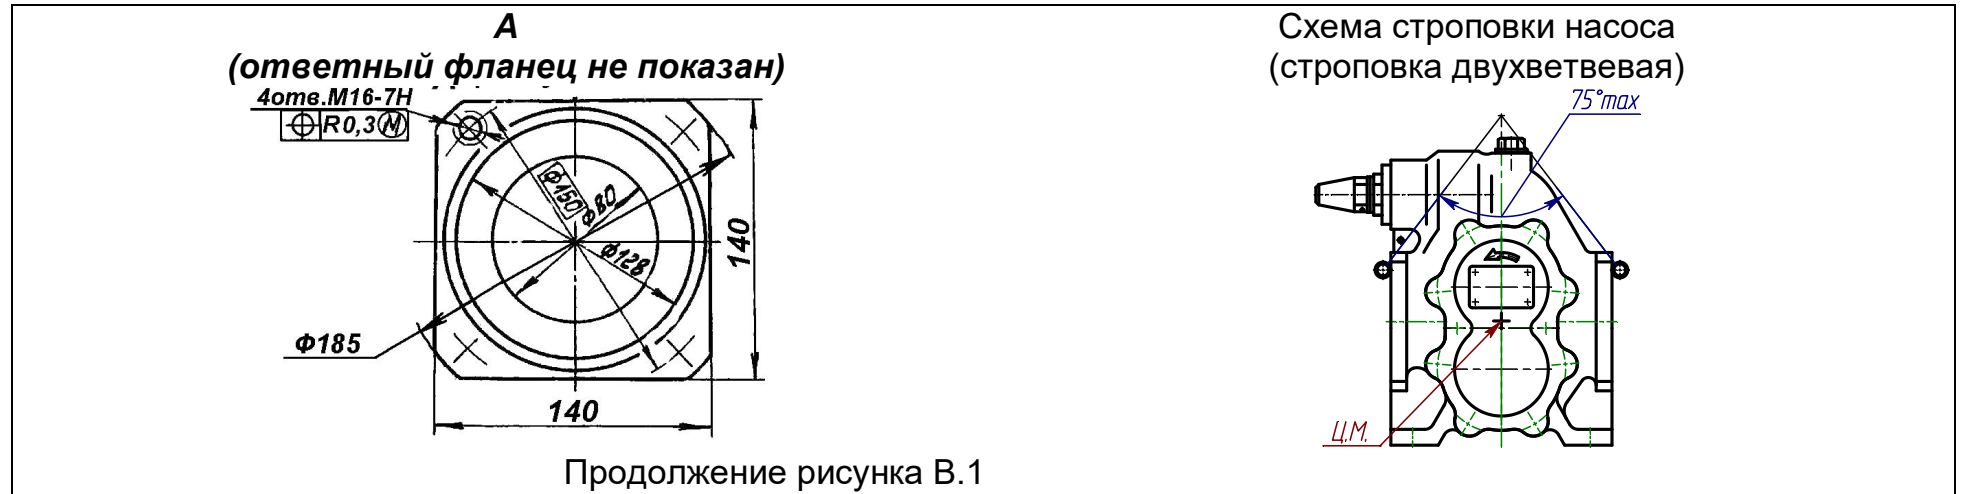 А
(ответный фланец не показан)
4отв.М16-7Н
R0,3 М
Ф150
Ф80
Ф128
140
Ф185
140
Схема строповки насоса
(строповка двухветвевая)
75°max
Ц.М.
Продолжение рисунка В.1